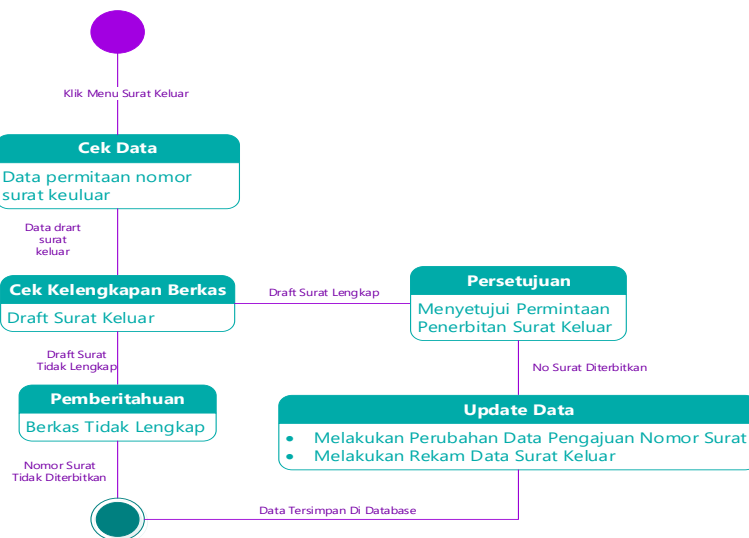 Klik Menu Surat Keluar
Cek Data
Data permitaan nomor
surat keuluar
Data drart
surat
keluar
Cek Kelengkapan Berkas
Draft Surat Keluar
Draft Surat Lengkap
Persetujuan
Menyetujui Permintaan
Penerbitan Surat Keluar
Draft Surat
Tidak Lengkap
No Surat Diterbitkan
Pemberitahuan
Berkas Tidak Lengkap
Update Data
• Melakukan Perubahan Data Pengajuan Nomor Surat
• Melakukan Rekam Data Surat Keluar
Nomor Surat
Tidak Diterbitkan
Data Tersimpan Di Database